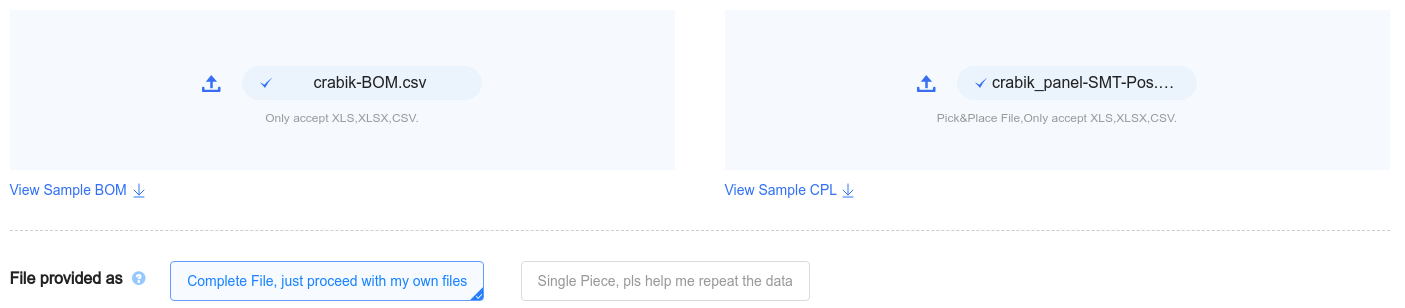 crabik-BOM.csv
Only accept XLS,XLSX,CSV.
View Sample BOM
crabik_panel-SMT-Pos....
Pick&Place File,Only accept XLS,XLSX,CSV.
View Sample CPL
File provided as
Complete File, just proceed with my own files
Single Piece, pls help me repeat the data